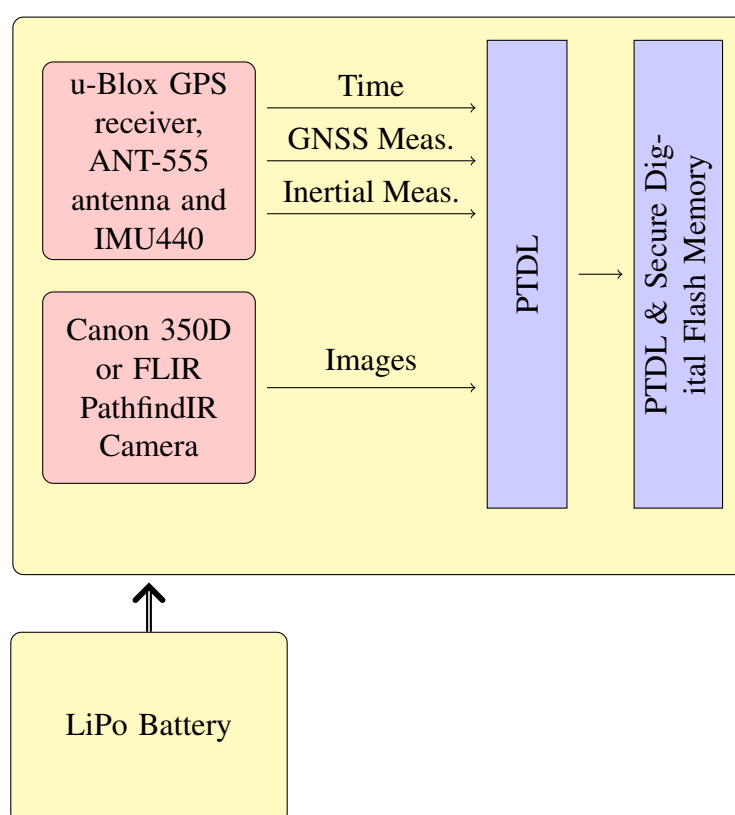 u-Blox GPS
receiver,
ANT-555
antenna and
IMU440
Time
GNSS Meas.
Inertial Meas.
Canon 350D
or FLIR
PathfindIR
Camera
Images
PTDL
PTDL & Secure Dig-
ital Flash Memory
LiPo Battery